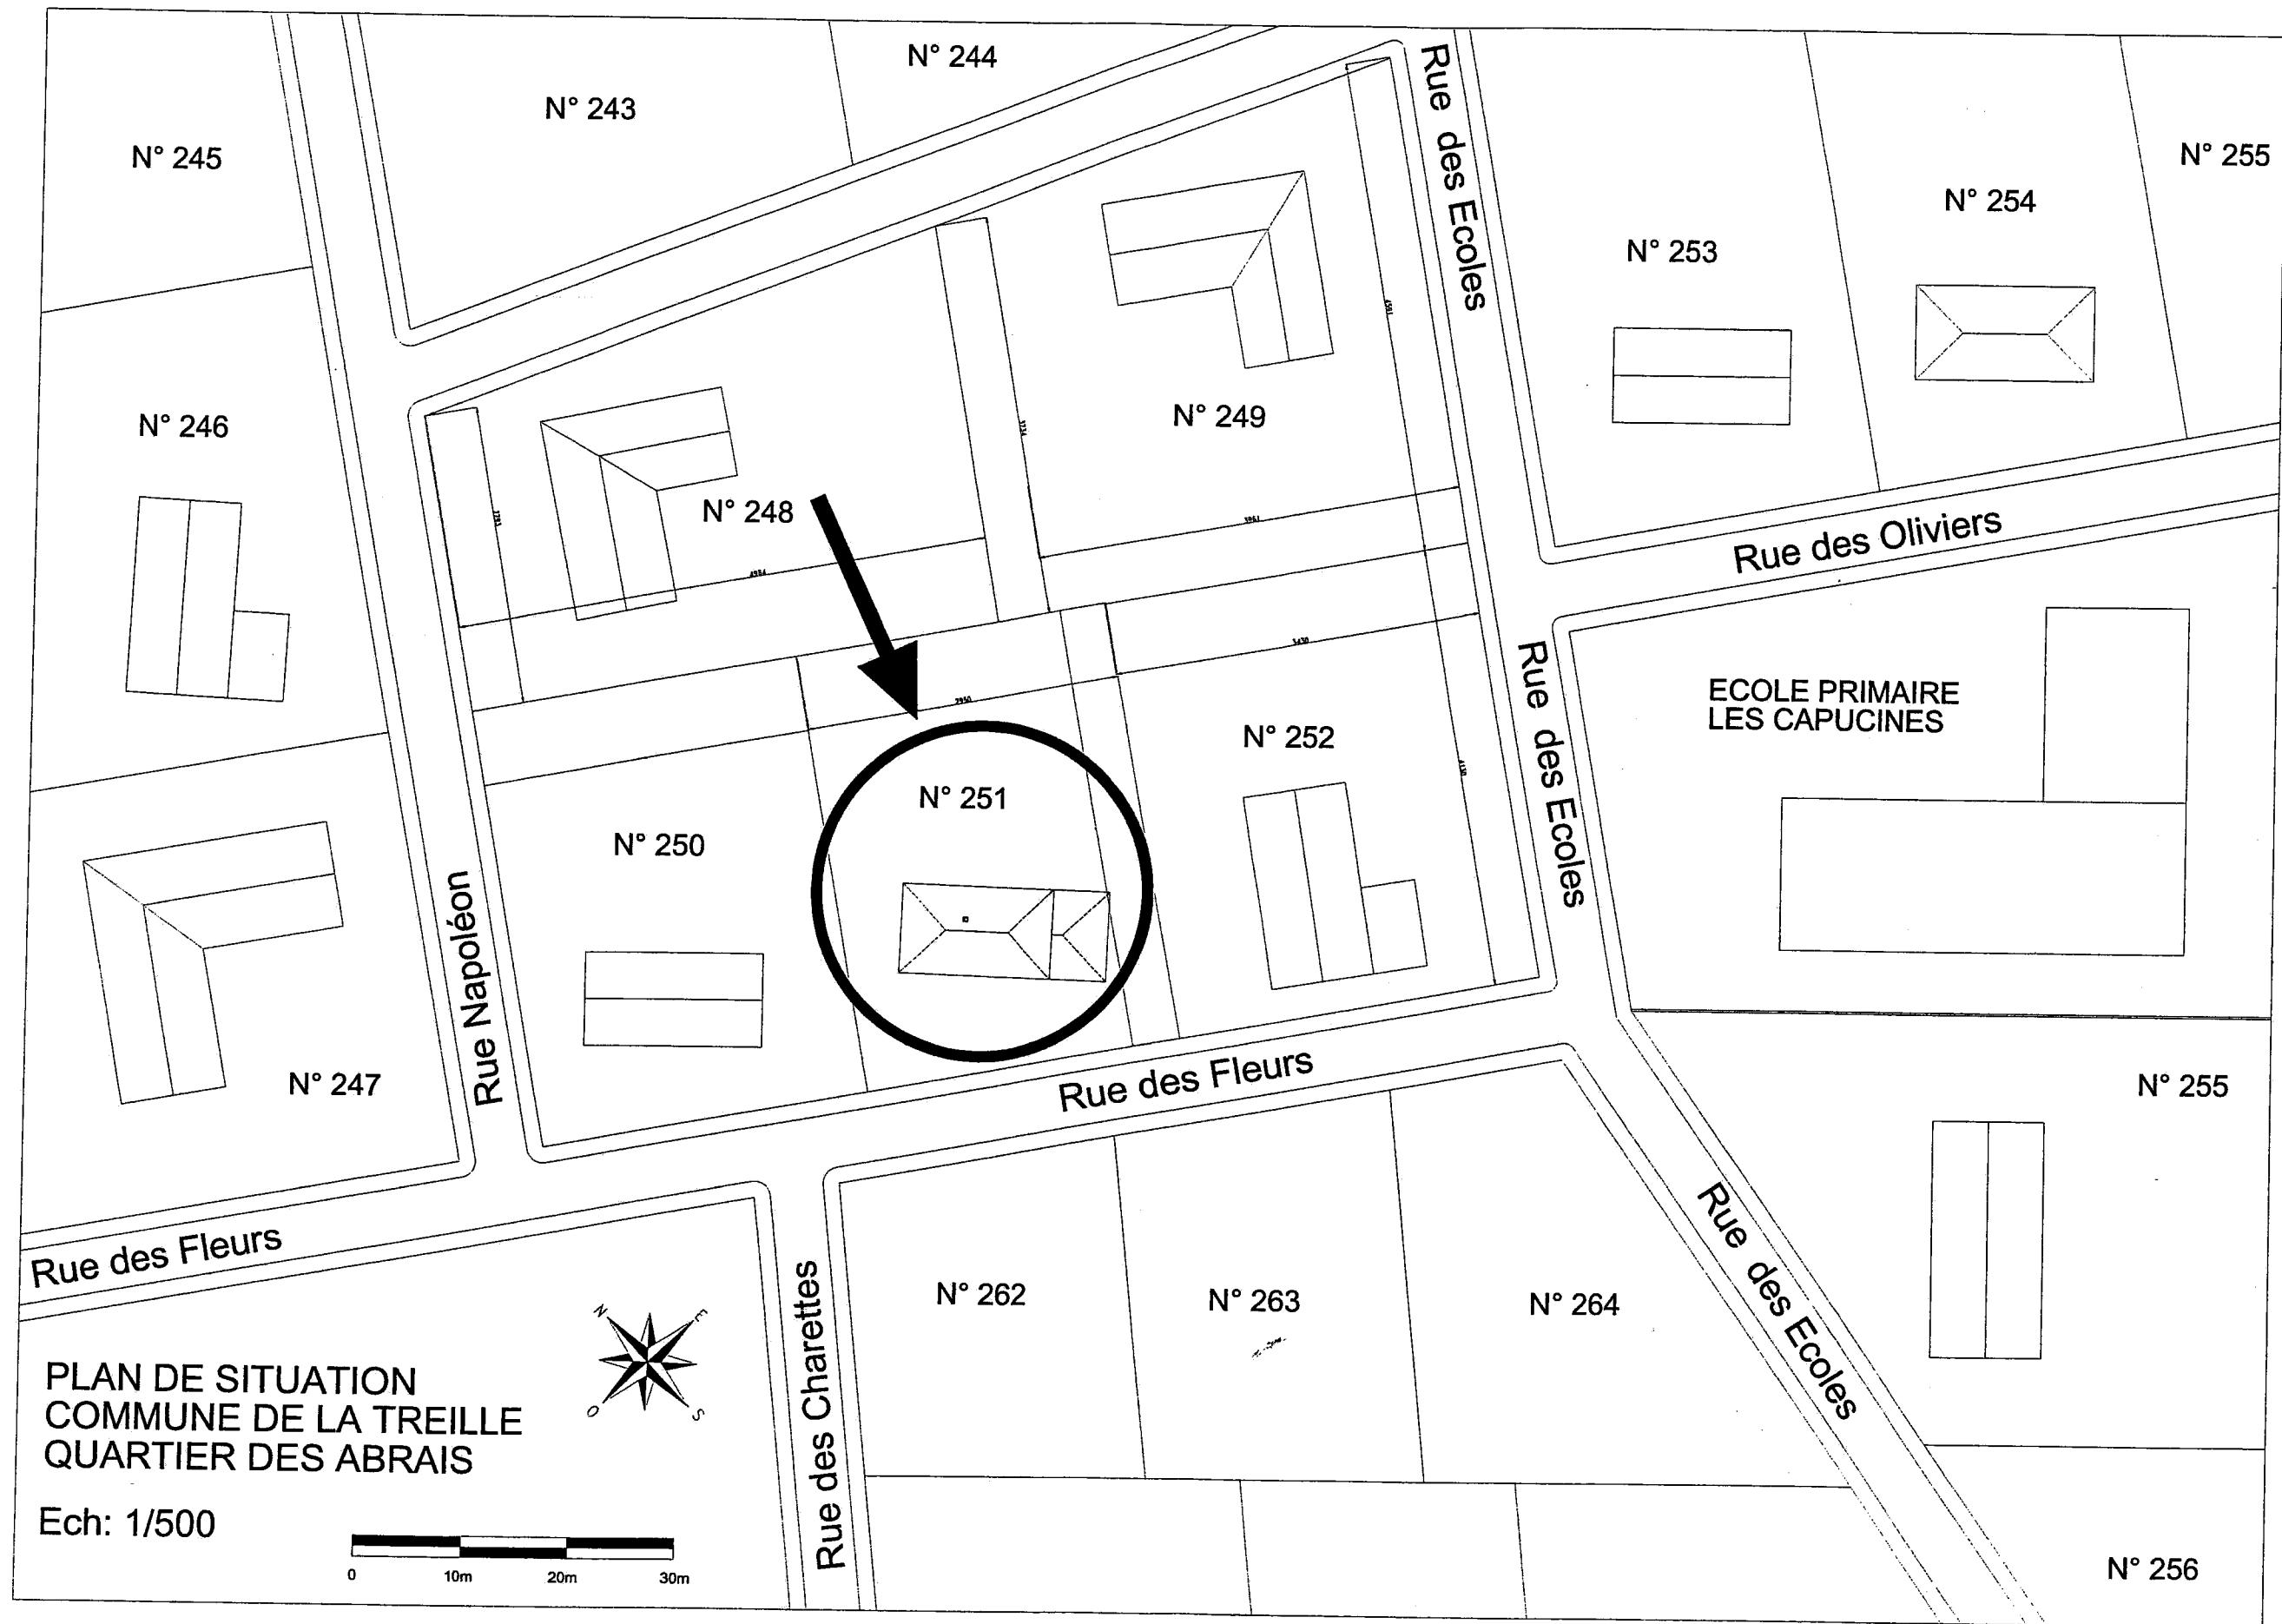 N° 244
N° 243
N° 245
Rue des Ecoles
N° 255
N° 254
N° 253
N° 246
N° 249
N° 248
Rue des Oliviers
ECOLE PRIMAIRE
LES CAPUCINES
Rue des Ecoles
N° 252
N° 251
N° 250
2950
3430
4130
Rue Napoléon
N° 247
Rue des Fleurs
N° 255
Rue des Fleurs
N° 262
N° 263
N° 264
Rue des Ecoles
Rue des Charettes
N E
O S
PLAN DE SITUATION
COMMUNE DE LA TREILLE
QUARTIER DES ABRAIS
Ech: 1/500
0 10m 20m 30m
N° 256